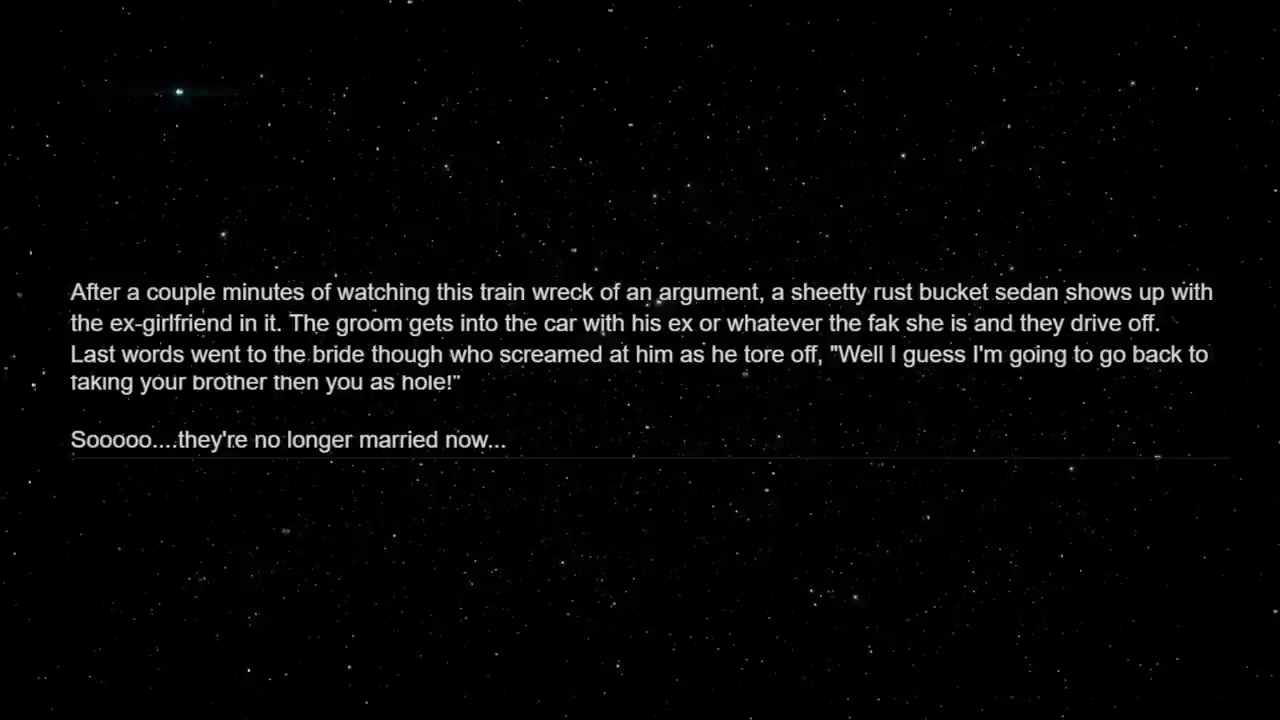 After a couple minutes of watching this train wreck of an argument, a sheetty rust bucket sedan shows up with
the ex-girlfriend in it. The groom gets into the car with his ex or whatever the fak she is and they drive off.
Last words went to the bride though who screamed at him as he tore off, "Well I guess I'm going to go back to
faking your brother then you as hole!"
Sooooo....they're no longer married now...